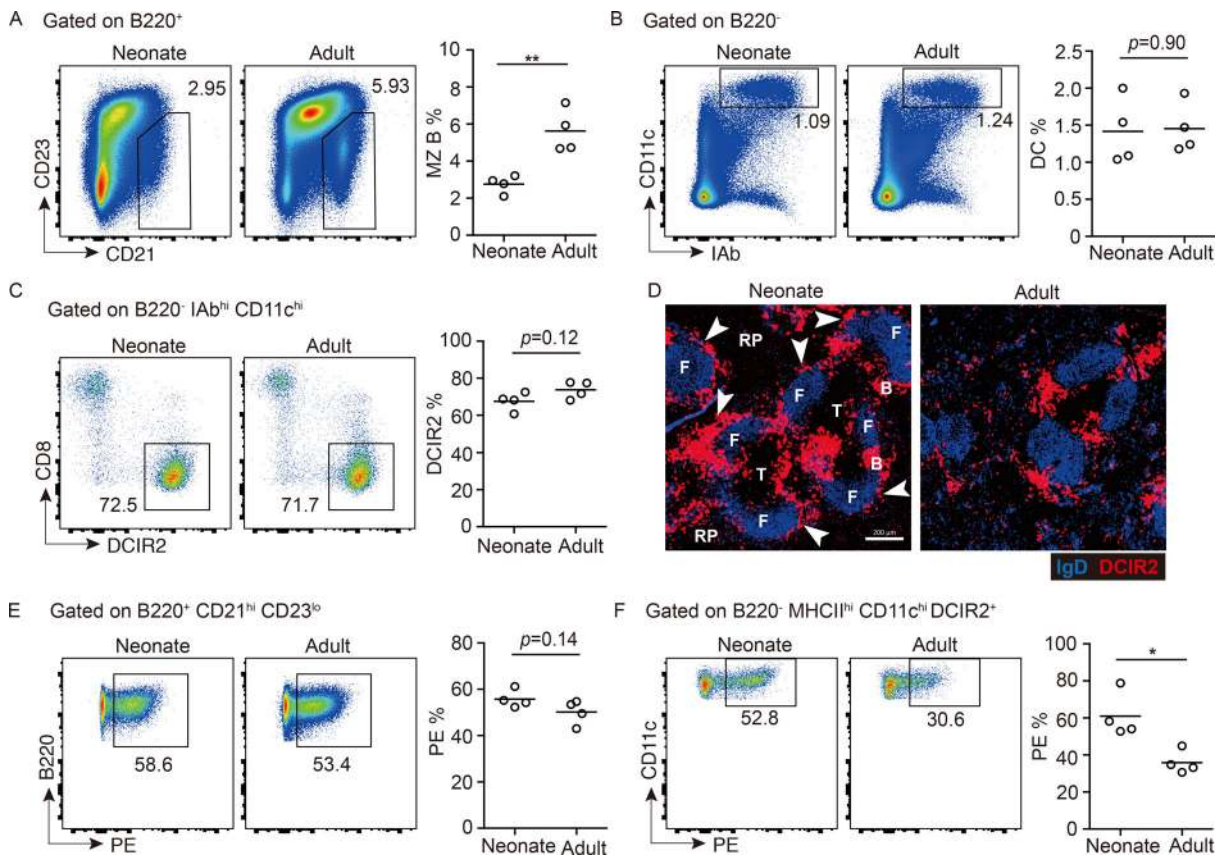 A Gated on B220⁺
Neonate Adult
2.95 5.93
CD23
CD21
10
8
6
4
2
0
MZ B %
**
Neonate Adult
B Gated on B220⁻
Neonate Adult
1.09 1.24
CD11c
IAb
2.5
2.0
1.5
1.0
0.5
0
DC %
p=0.90
Neonate Adult
C Gated on B220⁻ IAbʰⁱ CD11cʰⁱ
Neonate Adult
72.5 71.7
CD8
DCIR2
100
80
60
40
20
0
DCIR2 %
p=0.12
Neonate Adult
D Neonate Adult
F RP F
F B
T
F F
B
T
F
RP F
200 µm
IgD DCIR2
E Gated on B220⁺ CD21ʰⁱ CD23ˡᵒ
Neonate Adult
58.6 53.4
B220
PE
80
60
40
20
0
PE %
p=0.14
Neonate Adult
F Gated on B220⁻ MHCIIʰⁱ CD11cʰⁱ DCIR2⁺
Neonate Adult
52.8 30.6
CD11c
PE
100
80
60
40
20
0
PE %
*
Neonate Adult